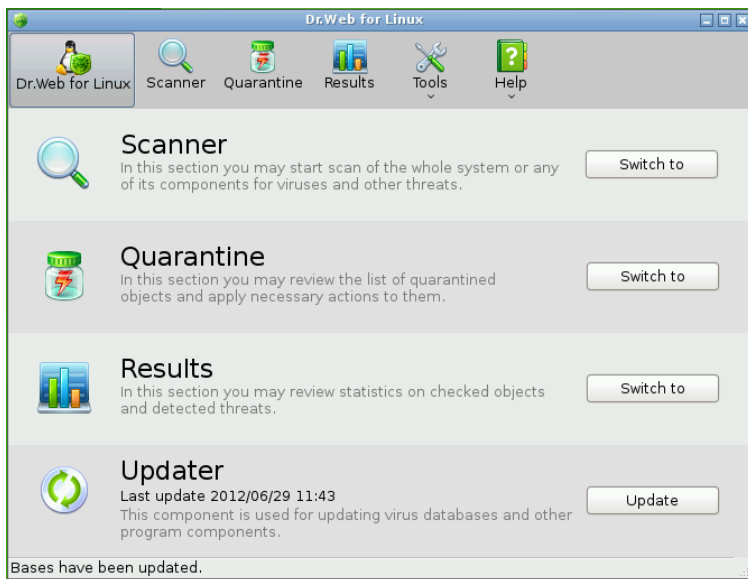 Dr.Web for Linux
Dr.Web for Linux
Scanner
Quarantine
Results
Tools
Help
Scanner
In this section you may start scan of the whole system or any
of its components for viruses and other threats.
Switch to
Quarantine
In this section you may review the list of quarantined
objects and apply necessary actions to them.
Switch to
Results
In this section you may review statistics on checked objects
and detected threats.
Switch to
Updater
Last update 2012/06/29 11:43
This component is used for updating virus databases and other
program components.
Update
Bases have been updated.